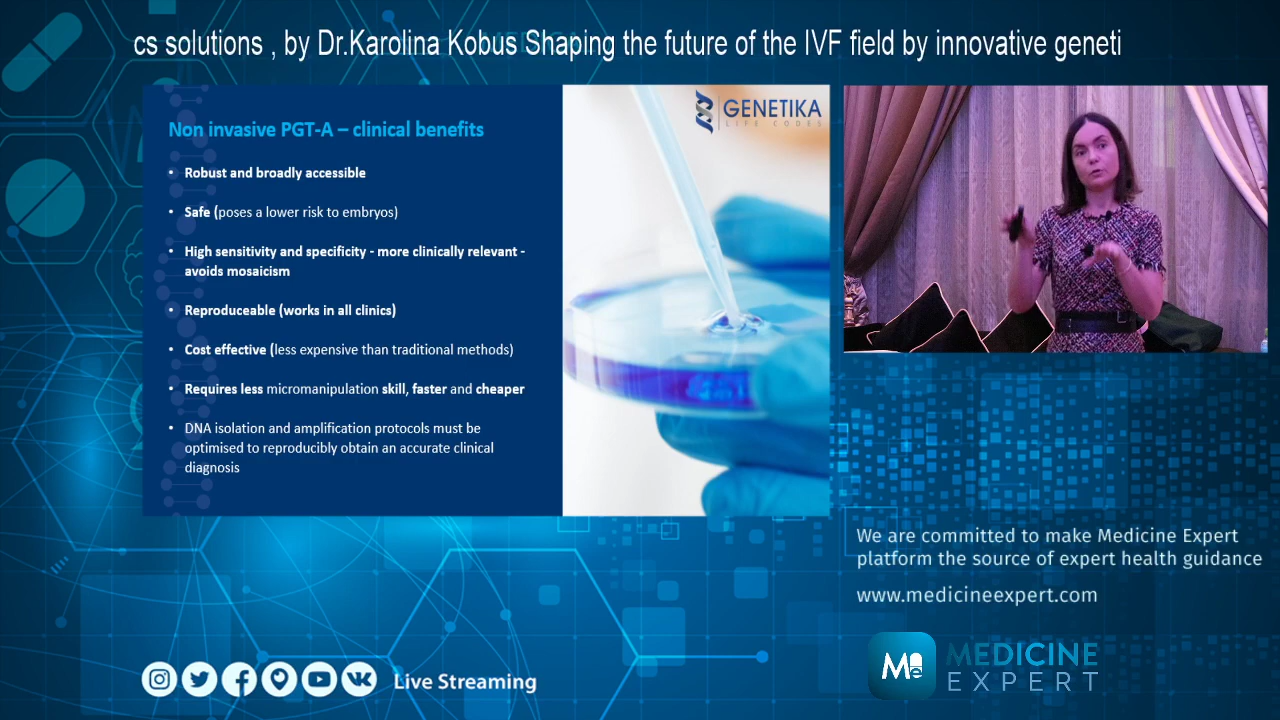 cs solutions , by Dr.Karolina Kobus Shaping the future of the IVF field by innovative geneti
GENETIKA
LIFE CODES
Non invasive PGT-A – clinical benefits
• Robust and broadly accessible
• Safe (poses a lower risk to embryos)
• High sensitivity and specificity - more clinically relevant -
avoids mosaicism
• Reproduceable (works in all clinics)
• Cost effective (less expensive than traditional methods)
• Requires less micromanipulation skill, faster and cheaper
• DNA isolation and amplification protocols must be
optimised to reproducibly obtain an accurate clinical
diagnosis
We are committed to make Medicine Expert
platform the source of expert health guidance
www.medicineexpert.com
Live Streaming
Me
MEDICINE
EXPERT